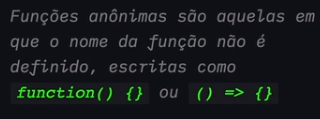 Funções anônimas são aquelas em
que o nome da função não é
definido, escritas como
function() {} ou () => {}